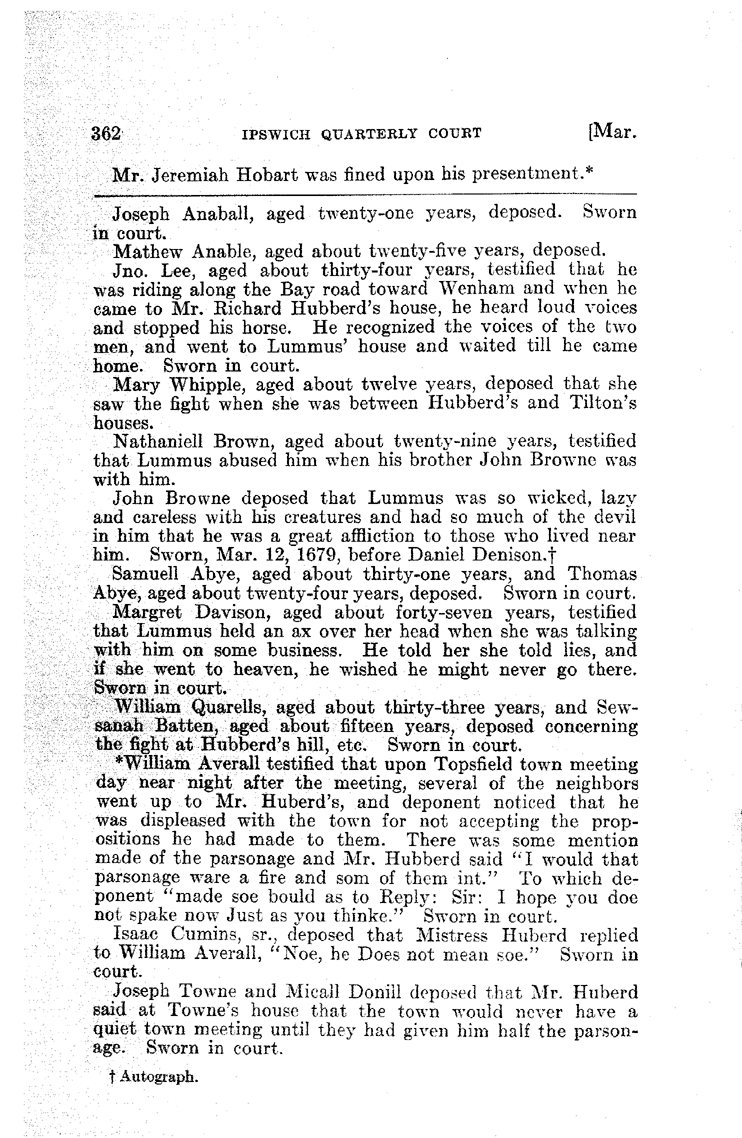 362 IPSWICH QUARTERLY COURT [Mar.
Mr. Jeremiah Hobart was fined upon his presentment.*
Joseph Anaball, aged twenty-one years, deposed. Sworn
in court.
Mathew Anable, aged about twenty-five years, deposed.
Jno. Lee, aged about thirty-four years, testified that he
was riding along the Bay road toward Wenham and when he
came to Mr. Richard Hubberd's house, he heard loud voices
and stopped his horse. He recognized the voices of the two
men, and went to Lummus' house and waited till he came
home. Sworn in court.
Mary Whipple, aged about twelve years, deposed that she
saw the fight when she was between Hubberd's and Tilton's
houses.
Nathaniell Brown, aged about twenty-nine years, testified
that Lummus abused him when his brother John Browne was
with him.
John Browne deposed that Lummus was so wicked, lazy
and careless with his creatures and had so much of the devil
in him that he was a great affliction to those who lived near
him. Sworn, Mar. 12, 1679, before Daniel Denison.†
Samuell Abye, aged about thirty-one years, and Thomas
Abye, aged about twenty-four years, deposed. Sworn in court.
Margret Davison, aged about forty-seven years, testified
that Lummus held an ax over her head when she was talking
with him on some business. He told her she told lies, and
if she went to heaven, he wished he might never go there.
Sworn in court.
William Quarells, aged about thirty-three years, and Sew-
sanah Batten, aged about fifteen years, deposed concerning
the fight at Hubberd's hill, etc. Sworn in court.
*William Averall testified that upon Topsfield town meeting
day near night after the meeting, several of the neighbors
went up to Mr. Huberd's, and deponent noticed that he
was displeased with the town for not accepting the prop-
ositions he had made to them. There was some mention
made of the parsonage and Mr. Hubberd said "I would that
parsonage ware a fire and som of them int." To which de-
ponent "made soe bould as to Reply: Sir: I hope you doe
not spake now Just as you thinke." Sworn in court.
Isaac Cumins, sr., deposed that Mistress Huberd replied
to William Averall, "Noe, he Does not mean soe." Sworn in
court.
Joseph Towne and Micall Donill deposed that Mr. Huberd
said at Towne's house that the town would never have a
quiet town meeting until they had given him half the parson-
age. Sworn in court.
† Autograph.